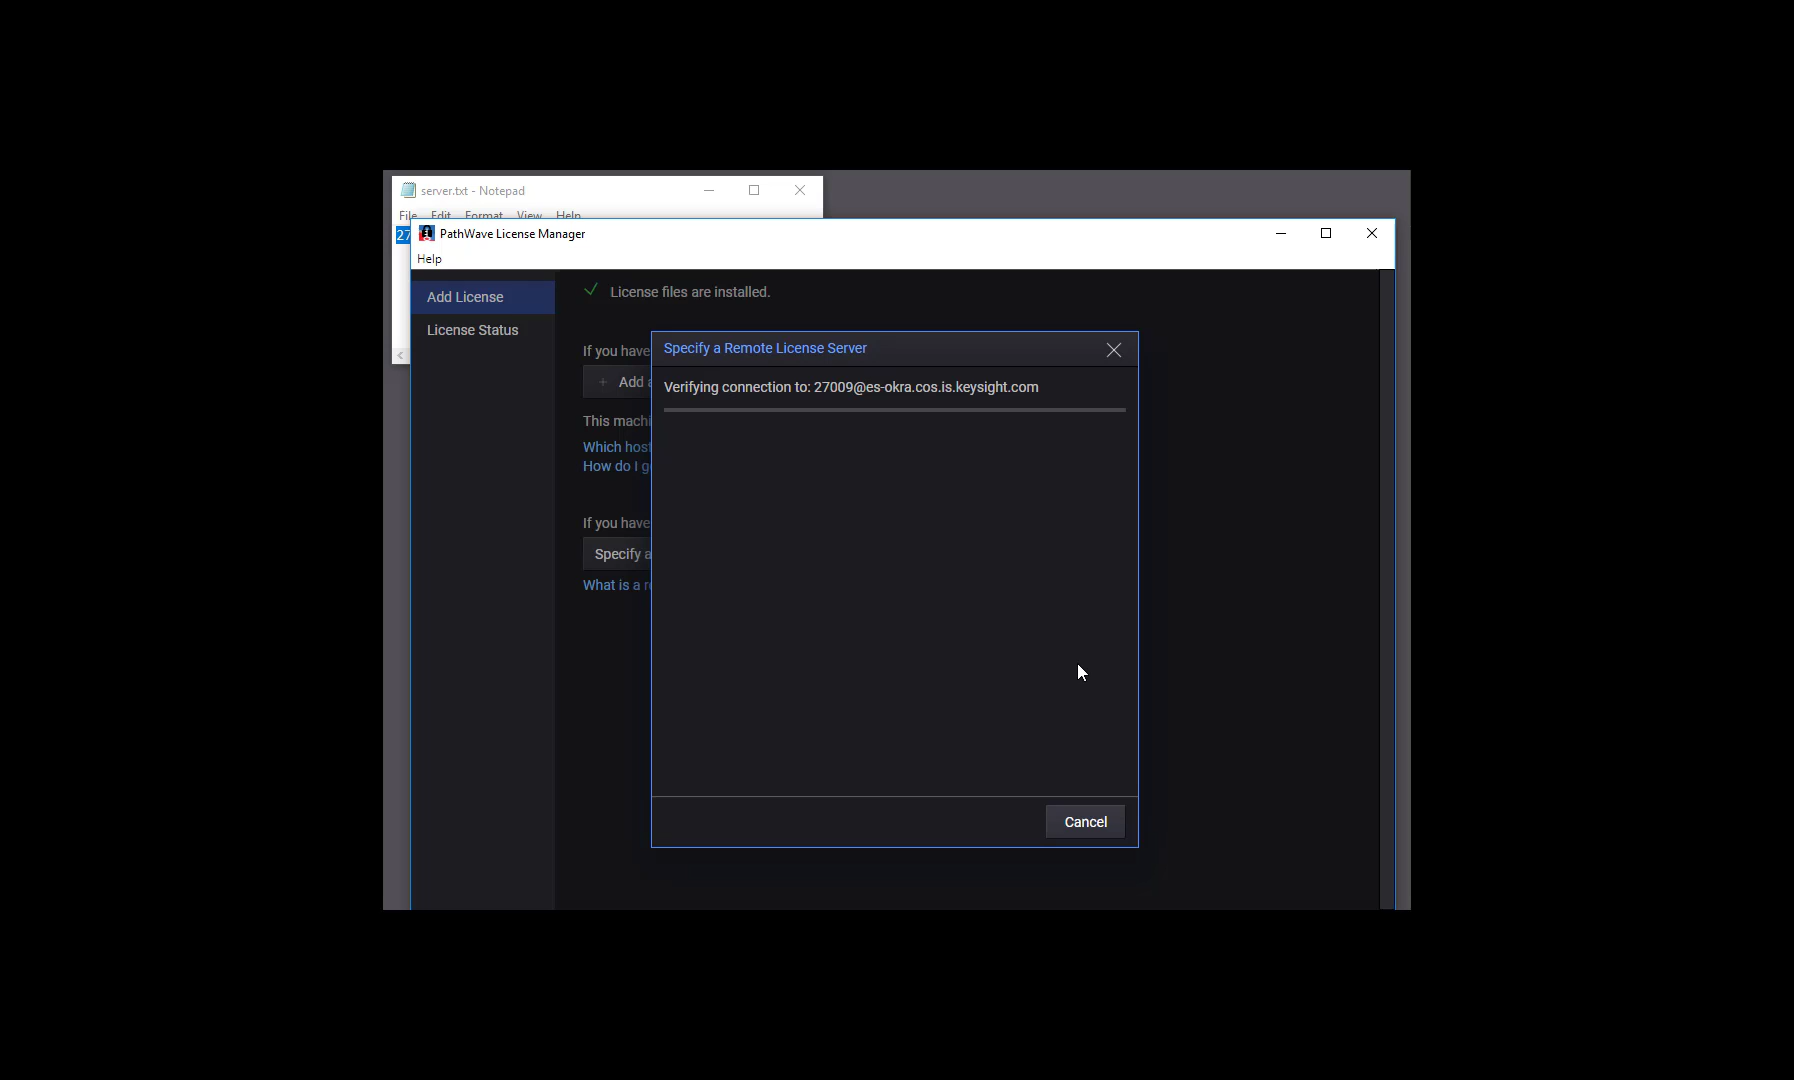 server.txt - Notepad
File Edit Format View Help
27
PathWave License Manager
Help
Add License
License Status
License files are installed.
If you have
Add
This
Which
How do I
If you have
Specify a
What is a
Specify a Remote License Server
Verifying connection to: 27009@es-okra.cos.is.keysight.com
Cancel